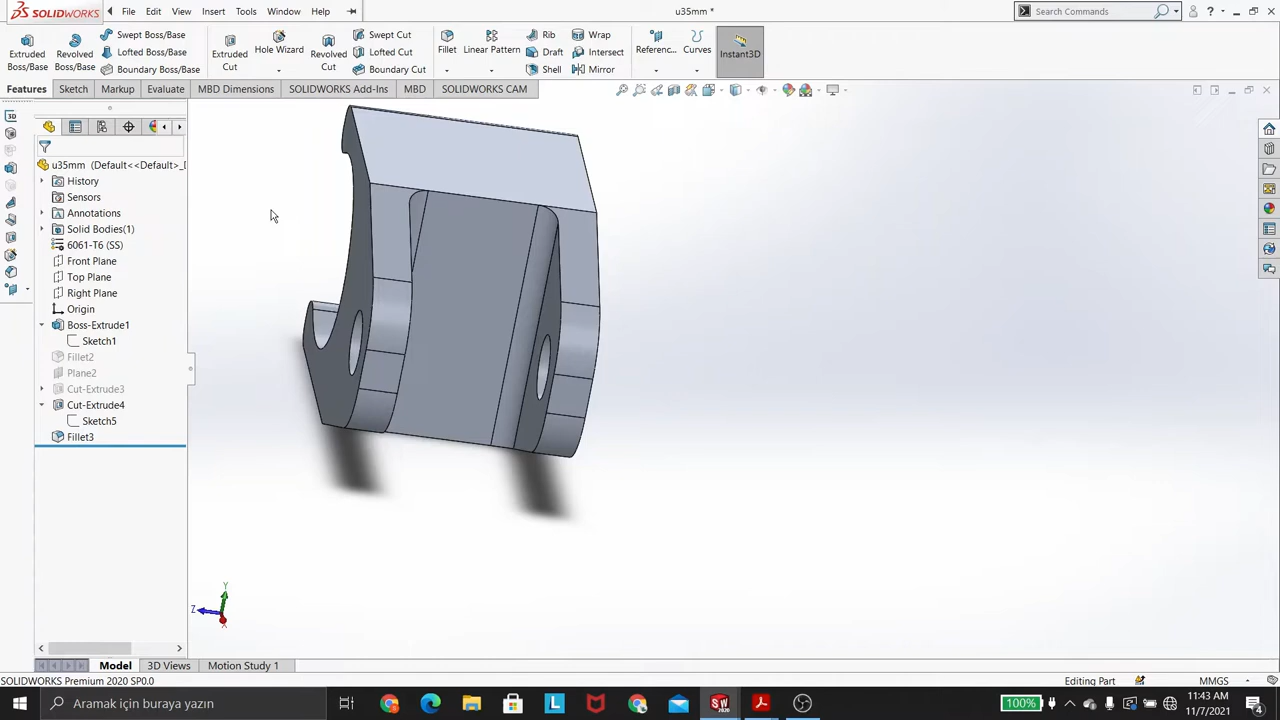 SOLIDWORKS File Edit View Insert Tools Window Help u35mm * Search Commands ?
Extruded Boss/Base
Revolved Boss/Base
Swept Boss/Base
Lofted Boss/Base
Boundary Boss/Base
Extruded Cut
Hole Wizard
Revolved Cut
Swept Cut
Lofted Cut
Boundary Cut
Fillet
Linear Pattern
Rib
Draft
Shell
Wrap
Intersect
Mirror
Referenc...
Curves
Instant3D
Features Sketch Markup Evaluate MBD Dimensions SOLIDWORKS Add-Ins MBD SOLIDWORKS CAM
u35mm (Default<<Default>_
History
Sensors
Annotations
Solid Bodies(1)
6061-T6 (SS)
Front Plane
Top Plane
Right Plane
Origin
Boss-Extrude1
Sketch1
Fillet2
Plane2
Cut-Extrude3
Cut-Extrude4
Sketch5
Fillet3
Y
Z
X
Model 3D Views Motion Study 1
SOLIDWORKS Premium 2020 SP0.0 Editing Part MMGS
Aramak için buraya yazın
100%
11:43 AM
11/7/2021